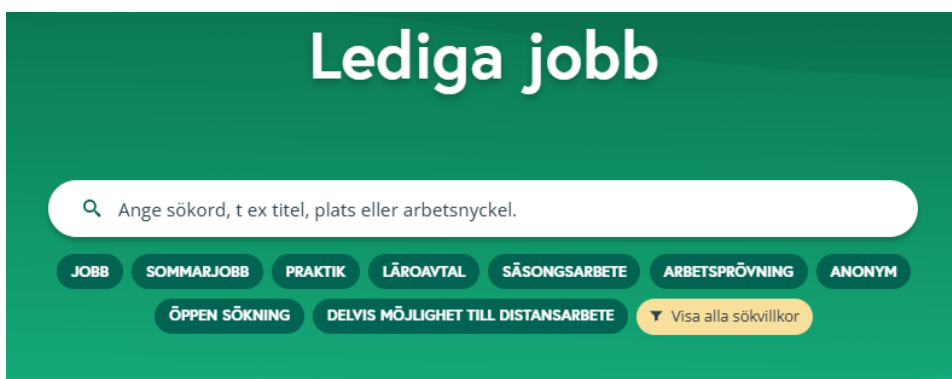 Lediga jobb
Ange sökord, t ex titel, plats eller arbetsnyckel.
JOBB SOMMARJOBB PRAKTIK LÄROAVTAL SÄSONGSARBETE ARBETSPRÖVNING ANONYM
ÖPPEN SÖKNING DELVIS MÖJLIGHET TILL DISTANSARBETE Visa alla sökvillkor